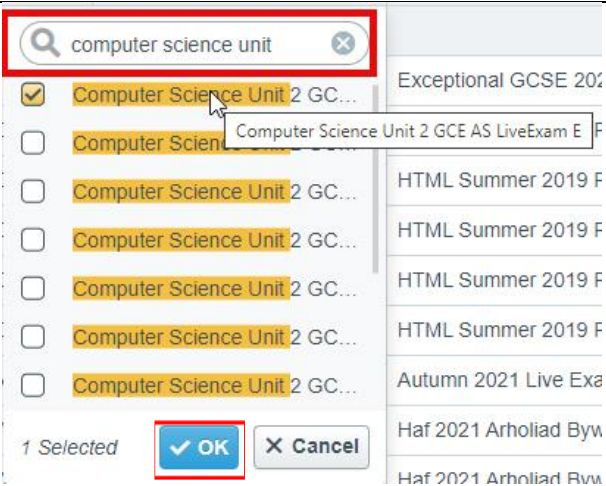 computer science unit
Computer Science Unit 2 GC...
Computer Science Unit 2 GCE AS LiveExam E
Computer Science Unit 2 GC...
Computer Science Unit 2 GC...
Computer Science Unit 2 GC...
Computer Science Unit 2 GC...
Computer Science Unit 2 GC...
Computer Science Unit 2 GC...
1 Selected
OK
Cancel
Exceptional GCSE 202
HTML Summer 2019 P
HTML Summer 2019 P
HTML Summer 2019 P
HTML Summer 2019 P
Autumn 2021 Live Exa
Haf 2021 Arholiad Byw
Haf 2021 Arholiad Byw